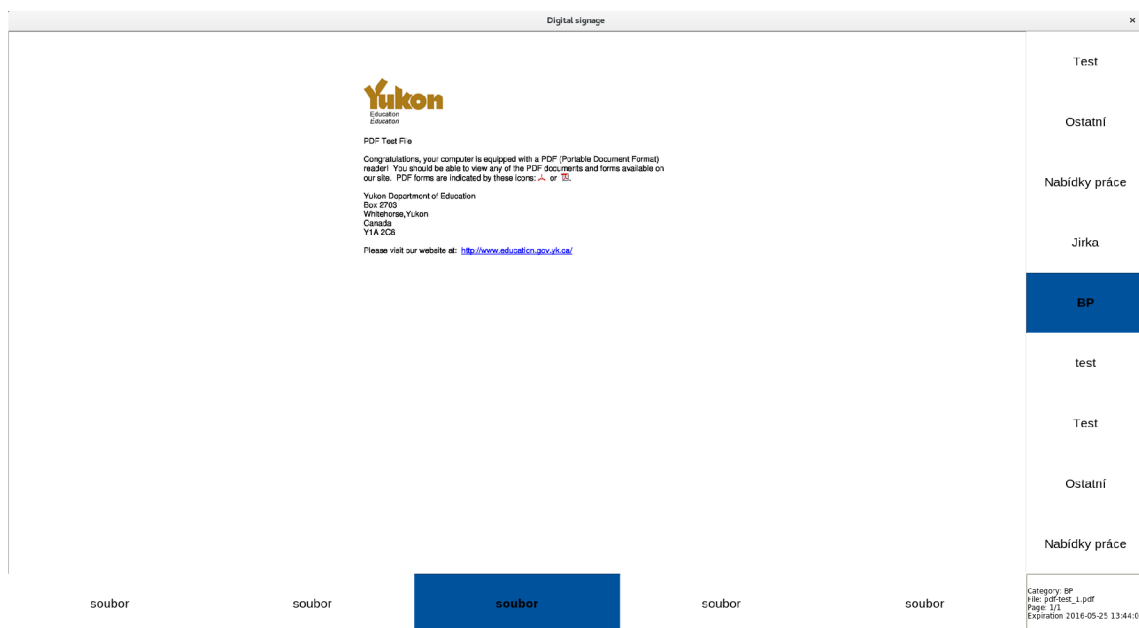 Digital signage
×
Yukon
Education
Education
PDF Test File
Congratulations, your computer is equipped with a PDF (Portable Document Format)
reader!  You should be able to view any of the PDF documents and forms available on
our site.  PDF forms are indicated by these icons: or .
Yukon Department of Education
Box 2703
Whitehorse,Yukon
Canada
Y1A 2C6
Please visit our website at:  http://www.education.gov.yk.ca/
Test
Ostatní
Nabídky práce
Jirka
BP
test
Test
Ostatní
Nabídky práce
soubor
soubor
soubor
soubor
soubor
Category: BP
File: pdf-test_1.pdf
Page: 1/1
Expiration 2016-05-25 13:44:0